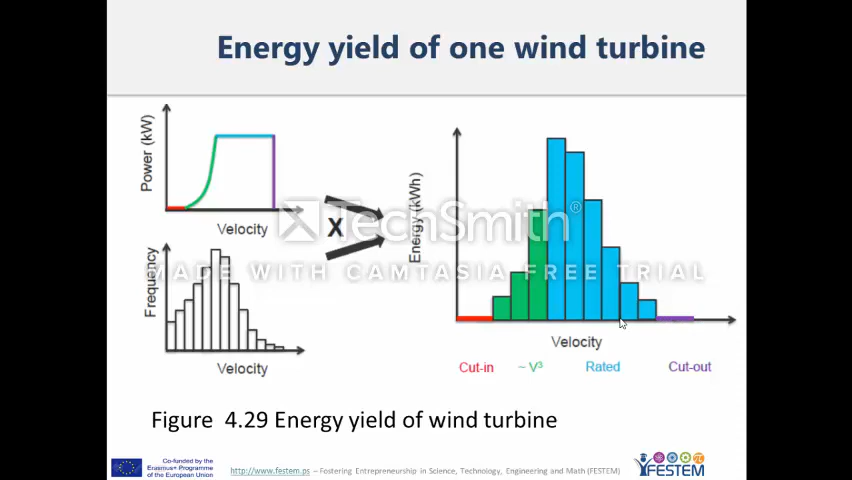 Energy yield of one wind turbine
Power (kW)
Velocity
X
Frequency
Velocity
Energy (kWh)
Velocity
Cut-in
~ V³
Rated
Cut-out
TechSmith®
MADE WITH CAMTASIA FREE TRIAL
Figure 4.29 Energy yield of wind turbine
Co-funded by the
Erasmus+ Programme
of the European Union
http://www.festem.ps – Fostering Entrepreneurship in Science, Technology, Engineering and Math (FESTEM)
FESTEM